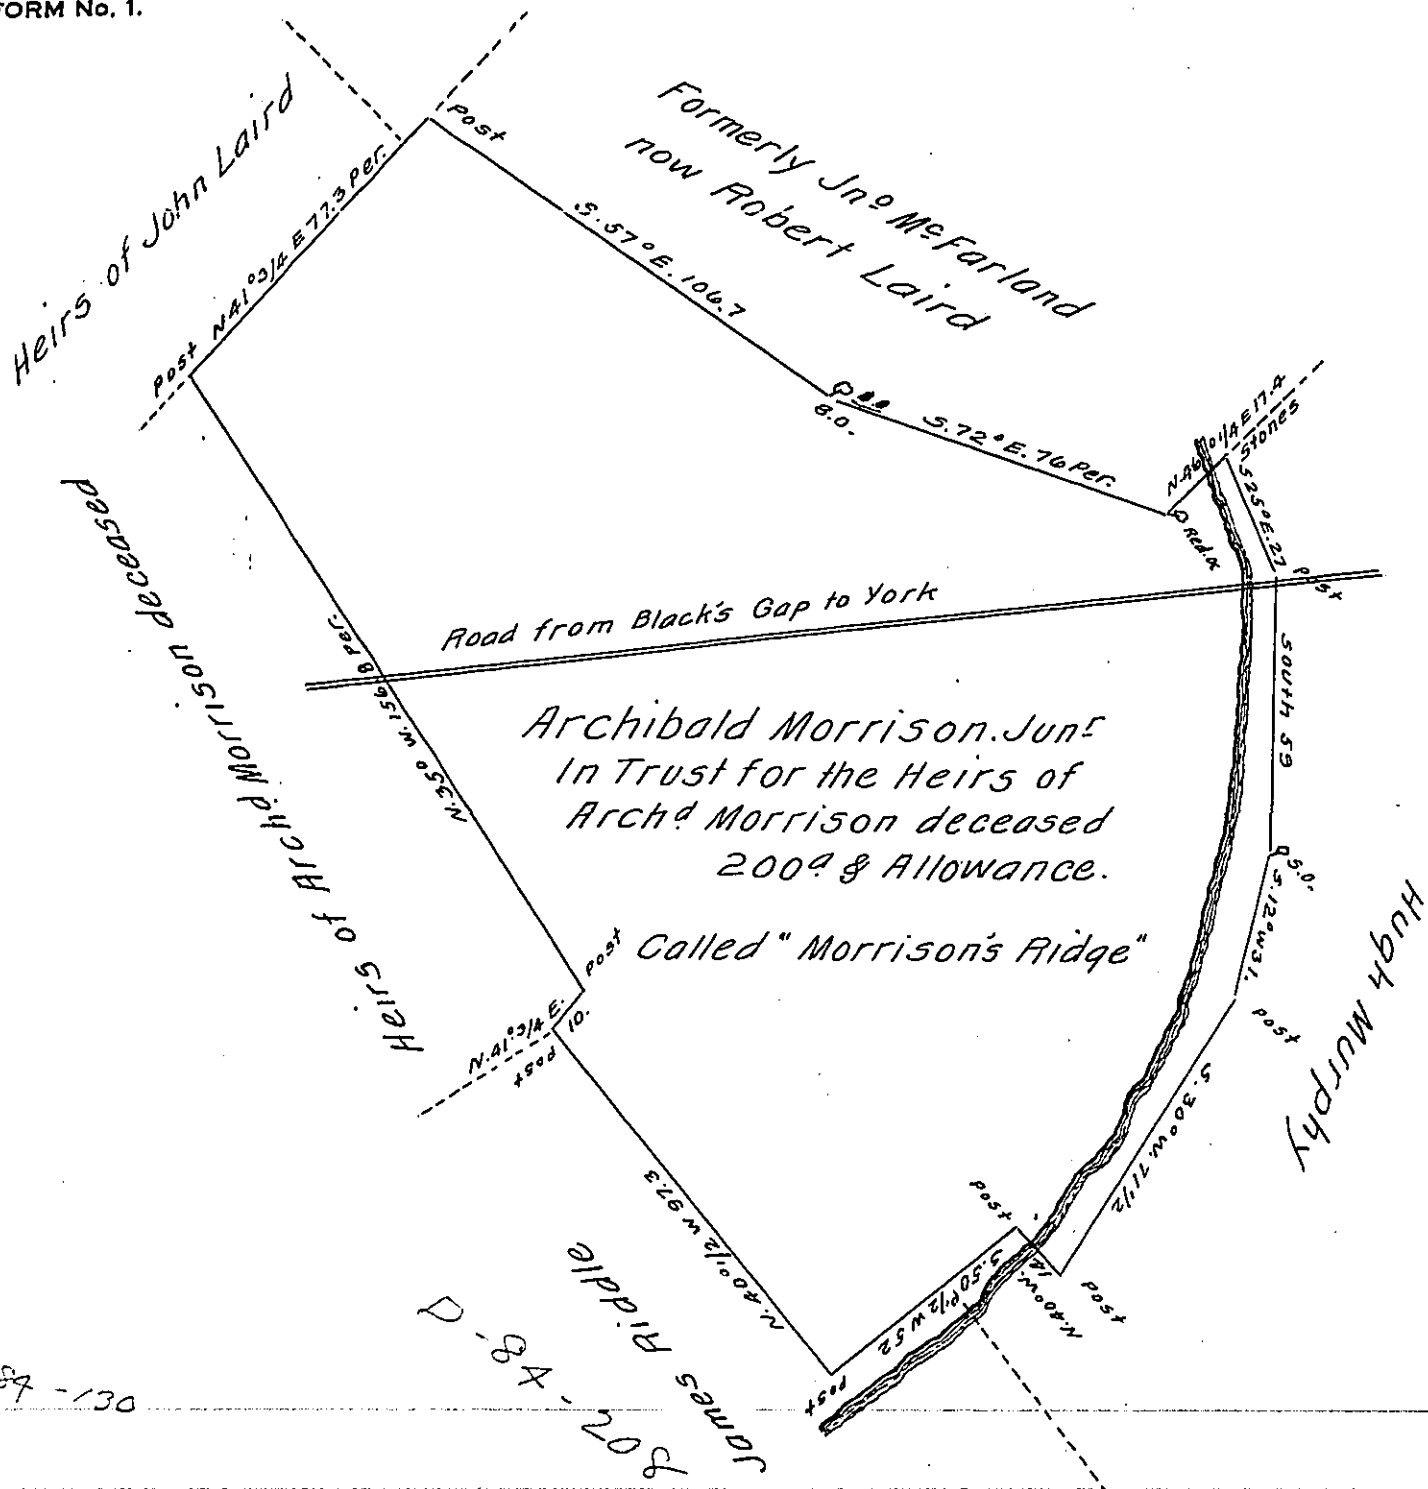 FORM No. 1.
Heirs of John Laird
Post
Formerly Jnº McFarland
now Robert Laird
N 41°3/4 E 77.3 Per.
Post
S. 57° E. 106.7
B.O.
S. 72° E. 76 Per.
N. 46°1/4 E 17.4
Stones
Red. O
S 25° E. 27
Post
Road from Black's Gap to York
Heirs of Archd. Morrison deceased
N. 35° W. 156.8 Per.
South 59
Archibald Morrison. Junr
In Trust for the Heirs of
Archd Morrison deceased
200a & Allowance.
Called "Morrison's Ridge"
S.O.
S. 12° W 31.
Post
Hugh Murphy
Post
N. 41°3/4 E.
10.
Post
S. 30° W. 71 1/2
Post
N. 40° W.
14
Post
S. 50°1/2 W 52
Post
N. 40°1/2 W 97.3
James Riddle
D-84-207
84-130